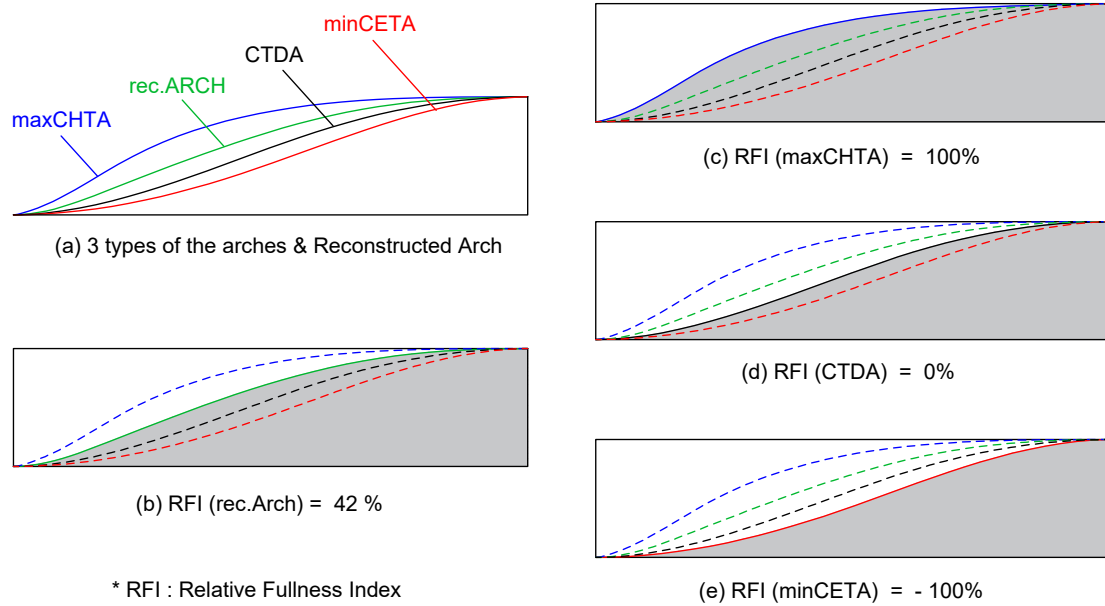 minCETA
CTDA
rec.ARCH
maxCHTA
(a) 3 types of the arches & Reconstructed Arch
(b) RFI (rec.Arch) = 42 %
* RFI : Relative Fullness Index
(c) RFI (maxCHTA) = 100%
(d) RFI (CTDA) = 0%
(e) RFI (minCETA) = - 100%